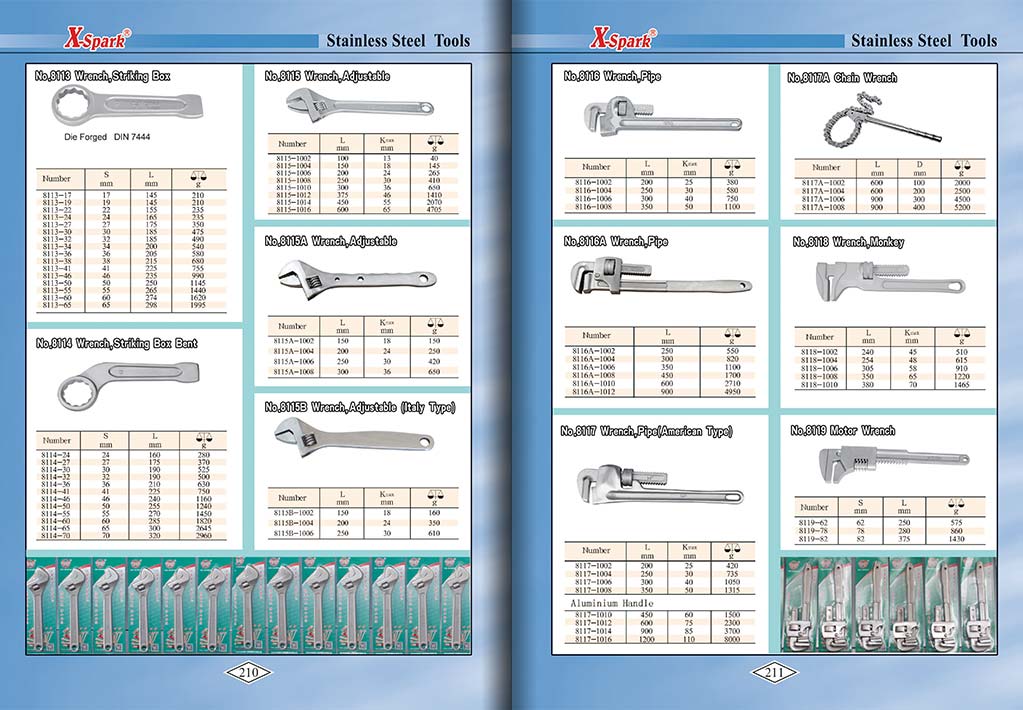 X-Spark®
Stainless Steel Tools
No,8113 Wrench,Striking Box
Die Forged DIN 7444
Number S mm L mm g
8113-17 17 145 210
8113-19 19 145 210
8113-22 22 155 235
8113-24 24 165 235
8113-27 27 175 350
8113-30 30 185 475
8113-32 32 185 490
8113-34 34 200 540
8113-36 36 205 580
8113-38 38 215 680
8113-41 41 225 755
8113-46 46 235 990
8113-50 50 250 1145
8113-55 55 265 1440
8113-60 60 274 1620
8113-65 65 298 1995
No,8114 Wrench,Striking Box Bent
Number S mm L mm g
8114-24 24 160 280
8114-27 27 175 370
8114-30 30 190 525
8114-32 32 190 500
8114-36 36 210 630
8114-41 41 225 750
8114-46 46 240 1160
8114-50 50 255 1240
8114-55 55 270 1450
8114-60 60 285 1820
8114-65 65 300 2645
8114-70 70 320 2960
No,8115 Wrench,Adjustable
Number L mm Kmax mm g
8115-1002 100 13 40
8115-1004 150 18 145
8115-1006 200 24 265
8115-1008 250 30 410
8115-1010 300 36 650
8115-1012 375 46 1410
8115-1014 450 55 2070
8115-1016 600 65 4705
No,8115A Wrench,Adjustable
Number L mm Kmax mm g
8115A-1002 150 18 150
8115A-1004 200 24 250
8115A-1006 250 30 420
8115A-1008 300 36 650
No,8115B Wrench,Adjustable (Italy Type)
Number L mm Kmax mm g
8115B-1002 150 18 160
8115B-1004 200 24 350
8115B-1006 250 30 610
210
X-Spark®
Stainless Steel Tools
No,8116 Wrench,Pipe
Number L mm Kmax mm g
8116-1002 200 25 380
8116-1004 250 30 580
8116-1006 300 40 750
8116-1008 350 50 1100
No,8116A Wrench,Pipe
Number L mm g
8116A-1002 250 550
8116A-1004 300 820
8116A-1006 350 1100
8116A-1008 450 1700
8116A-1010 600 2710
8116A-1012 900 4950
No,8117 Wrench,Pipe(American Type)
Number L mm Kmax mm g
8117-1002 200 25 420
8117-1004 250 30 735
8117-1006 300 40 1050
8117-1008 350 50 1315
Aluminium Handle
8117-1010 450 60 1500
8117-1012 600 75 2300
8117-1014 900 85 3700
8117-1016 1200 110 8000
No,8117A Chain Wrench
Number L mm D mm g
8117A-1002 600 100 2000
8117A-1004 600 200 2500
8117A-1006 900 300 4500
8117A-1008 900 400 5200
No,8118 Wrench,Monkey
Number L mm Kmax mm g
8118-1002 240 45 510
8118-1004 254 48 615
8118-1006 305 58 910
8118-1008 350 65 1220
8118-1010 380 70 1465
No,8119 Motor Wrench
Number S mm L mm g
8119-62 62 250 575
8119-78 78 280 860
8119-82 82 375 1430
211